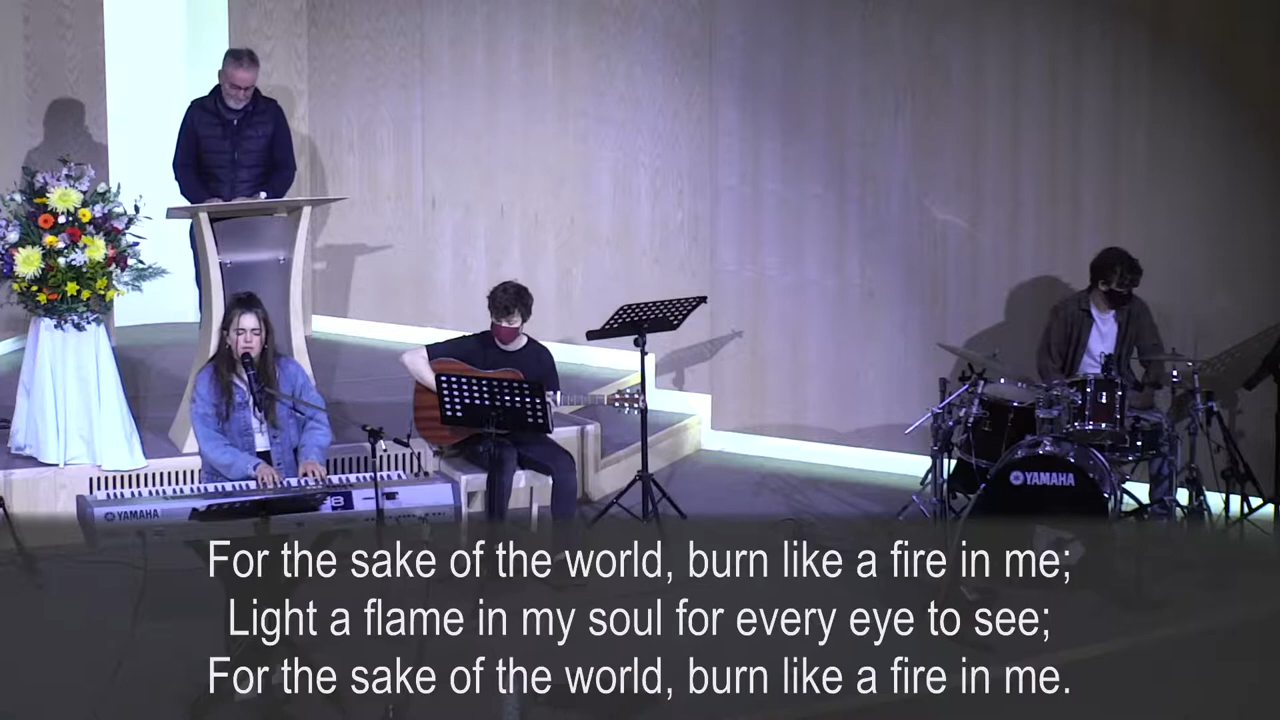 YAMAHA
YAMAHA
For the sake of the world, burn like a fire in me;
Light a flame in my soul for every eye to see;
For the sake of the world, burn like a fire in me.